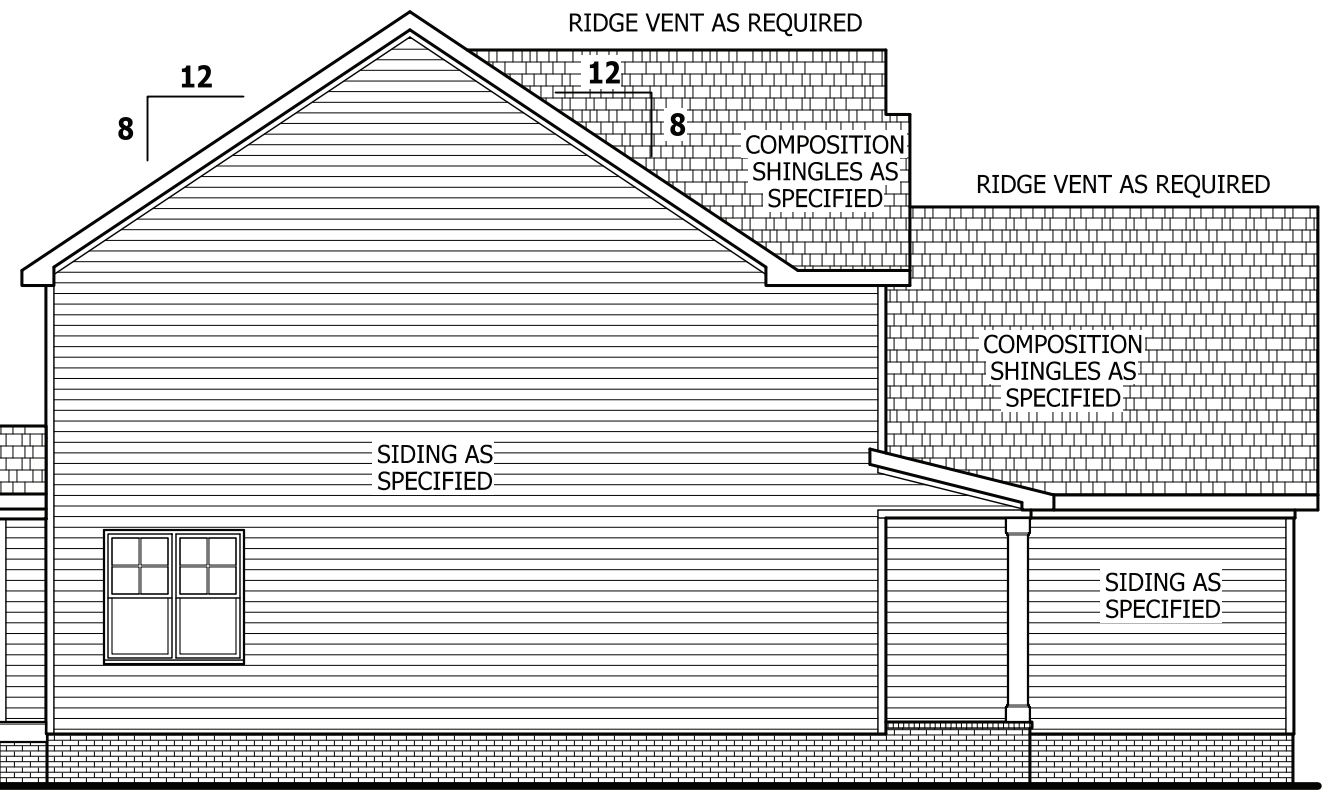 RIDGE VENT AS REQUIRED
12
12
8
8
COMPOSITION
SHINGLES AS
SPECIFIED
RIDGE VENT AS REQUIRED
COMPOSITION
SHINGLES AS
SPECIFIED
SIDING AS
SPECIFIED
SIDING AS
SPECIFIED